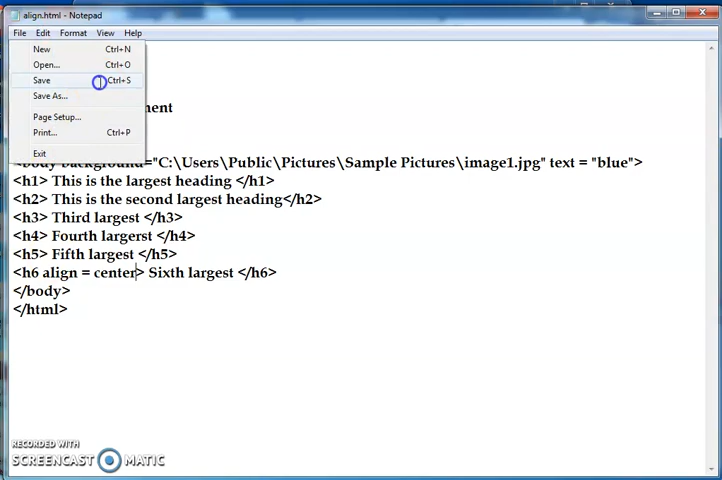 align.html - Notepad
File Edit Format View Help
New Ctrl+N
Open... Ctrl+O
Save Ctrl+S
Save As...
Page Setup...
Print... Ctrl+P
Exit
ment
<body background="C:\Users\Public\Pictures\Sample Pictures\image1.jpg" text = "blue">
<h1> This is the largest heading </h1>
<h2> This is the second largest heading</h2>
<h3> Third largest </h3>
<h4> Fourth largerst </h4>
<h5> Fifth largest </h5>
<h6 align = center> Sixth largest </h6>
</body>
</html>
RECORDED WITH
SCREENCAST MATIC